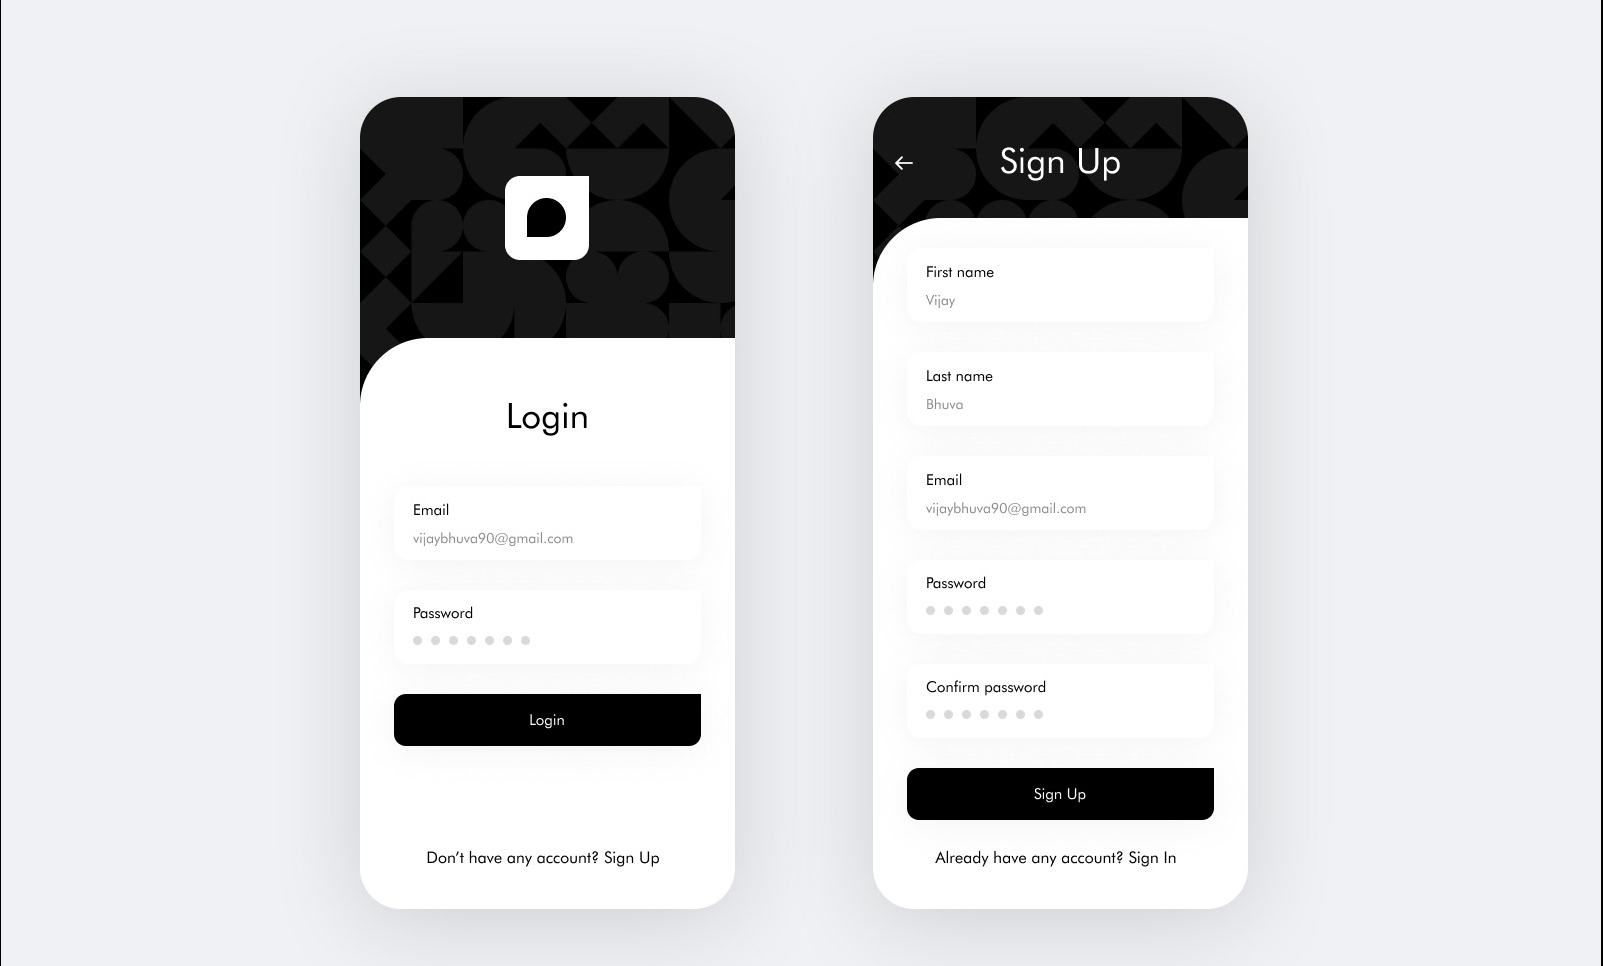 Login
Email
vijaybhuva90@gmail.com
Password
Login
Don't have any account? Sign Up
Sign Up
First name
Vijay
Last name
Bhuva
Email
vijaybhuva90@gmail.com
Password
Confirm password
Sign Up
Already have any account? Sign In